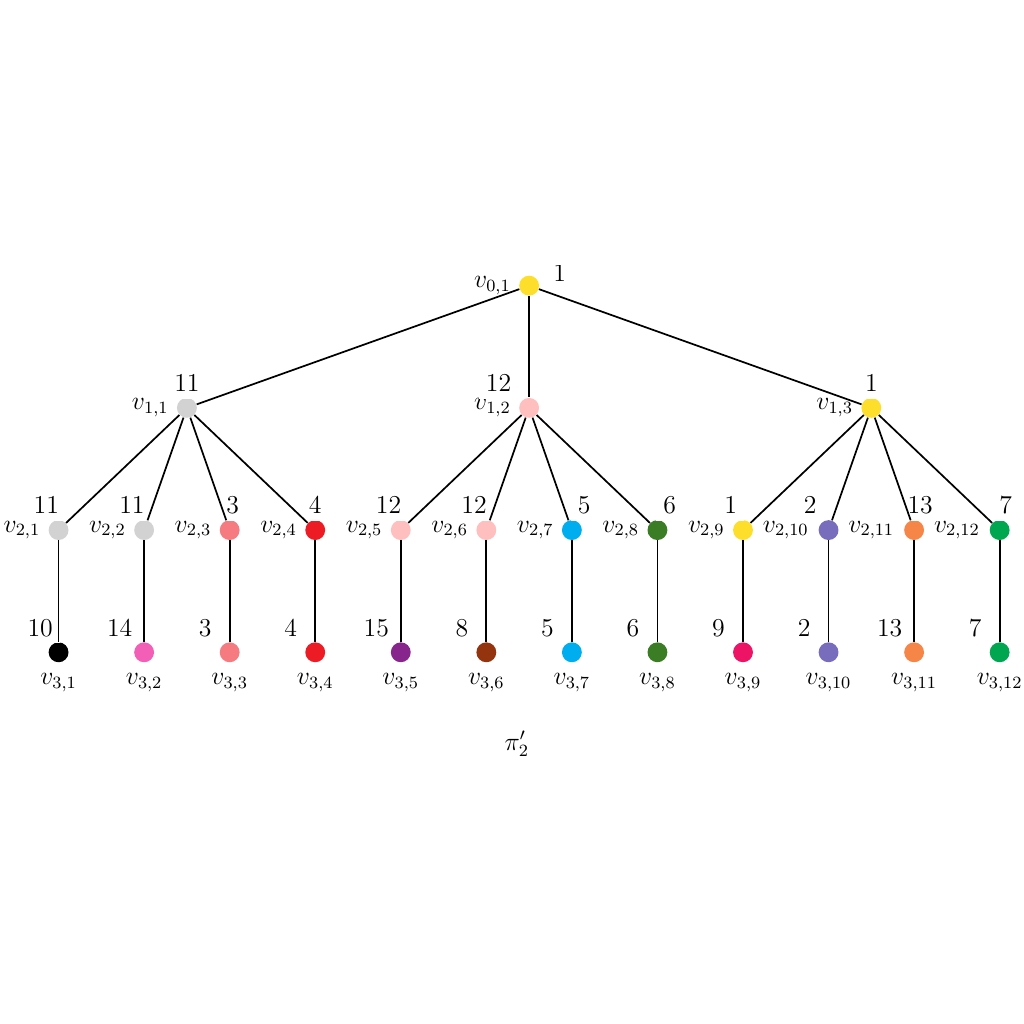 v_{0,1} 1
11 12 1
v_{1,1} v_{1,2} v_{1,3}
11 11 3 4 12 12 5 6 1 2 13 7
v_{2,1} v_{2,2} v_{2,3} v_{2,4} v_{2,5} v_{2,6} v_{2,7} v_{2,8} v_{2,9} v_{2,10} v_{2,11} v_{2,12}
10 14 3 4 15 8 5 6 9 2 13 7
v_{3,1} v_{3,2} v_{3,3} v_{3,4} v_{3,5} v_{3,6} v_{3,7} v_{3,8} v_{3,9} v_{3,10} v_{3,11} v_{3,12}
π′_2